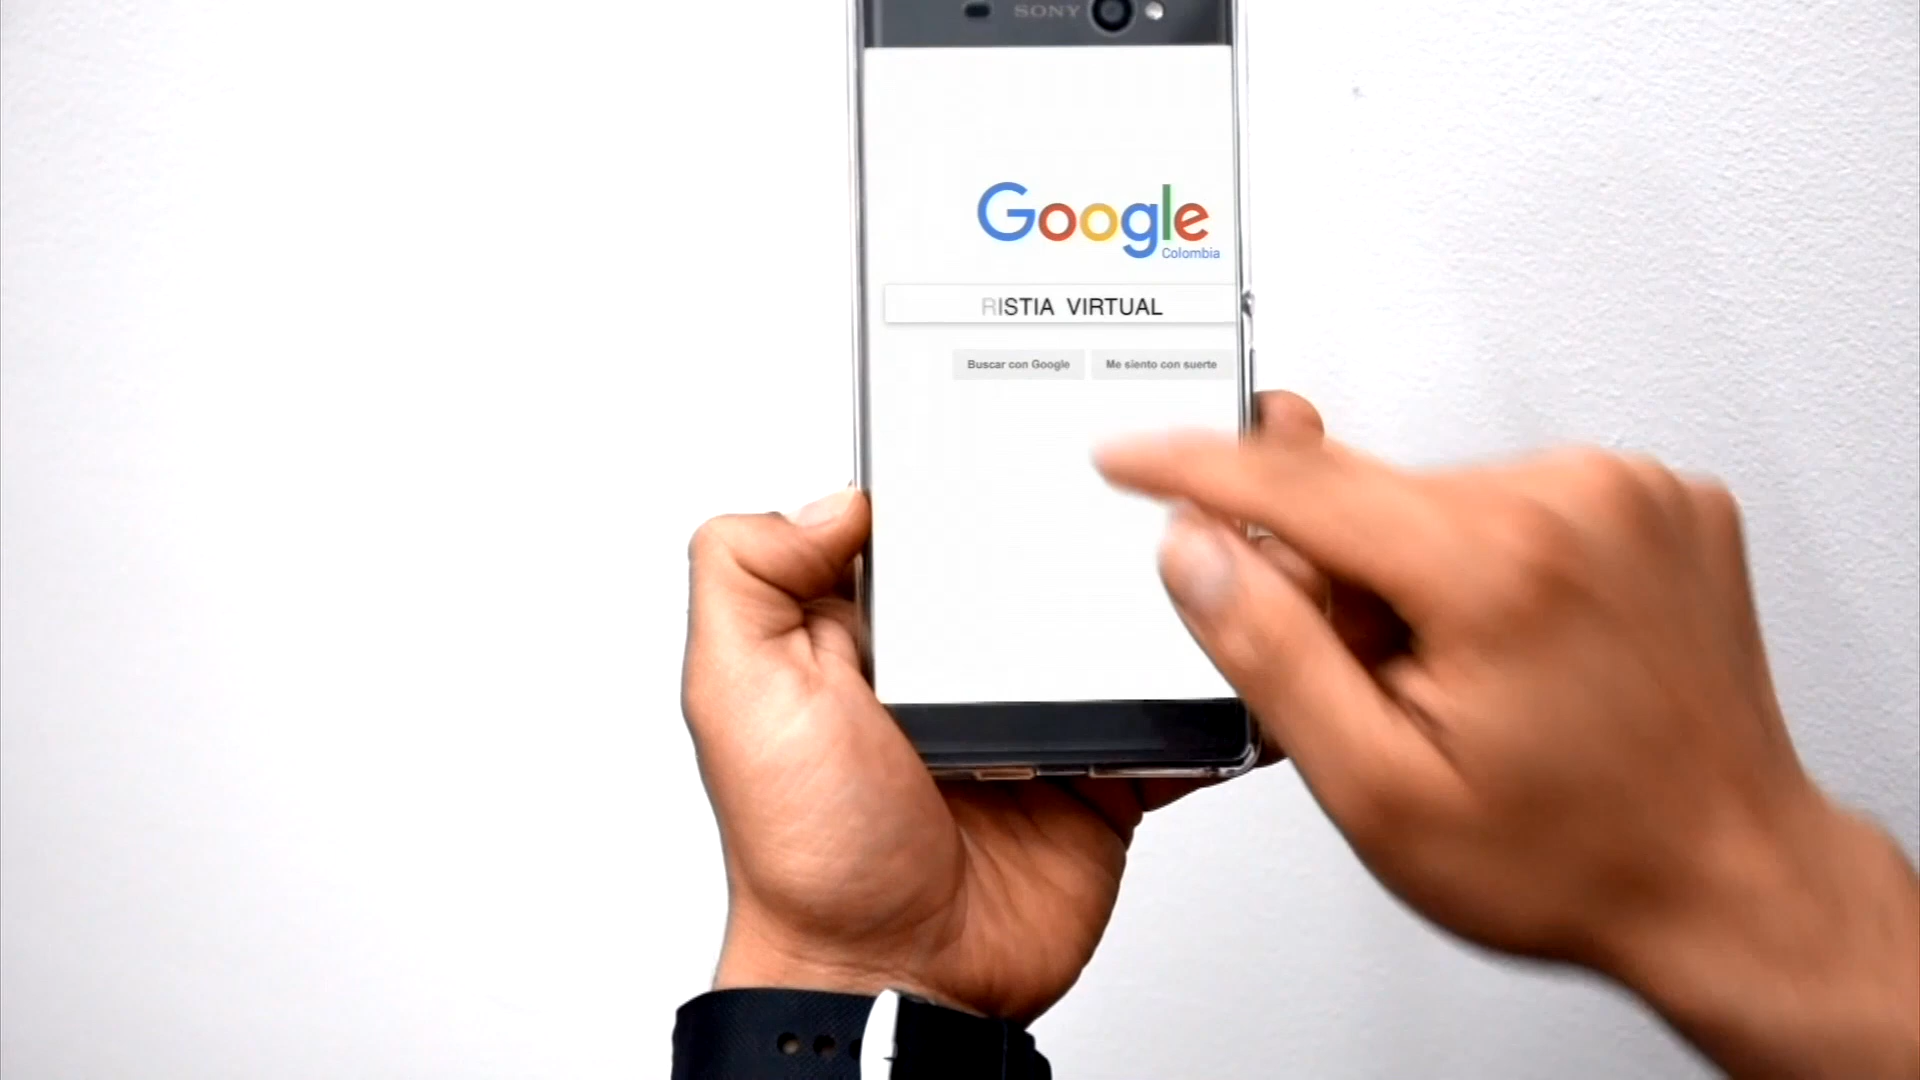 SONY
Google
Colombia
RISTIA VIRTUAL
Buscar con Google
Me siento con suerte